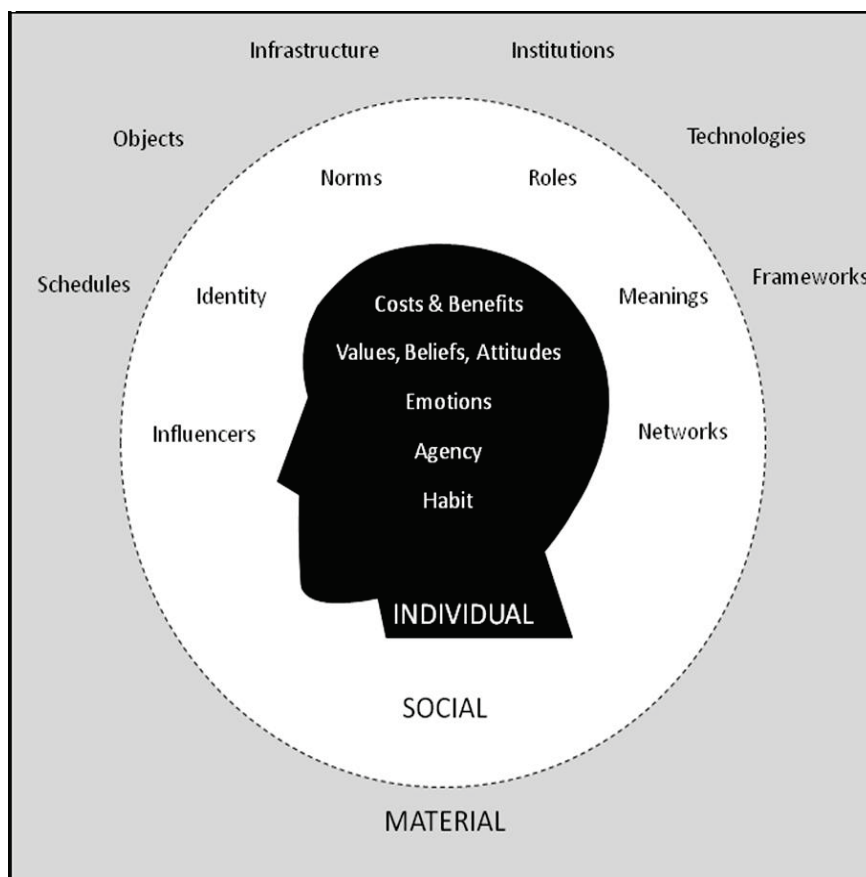 Infrastructure
Institutions
Objects
Technologies
Norms
Roles
Schedules
Identity
Meanings
Frameworks
Costs & Benefits
Values, Beliefs, Attitudes
Emotions
Influencers
Networks
Agency
Habit
INDIVIDUAL
SOCIAL
MATERIAL